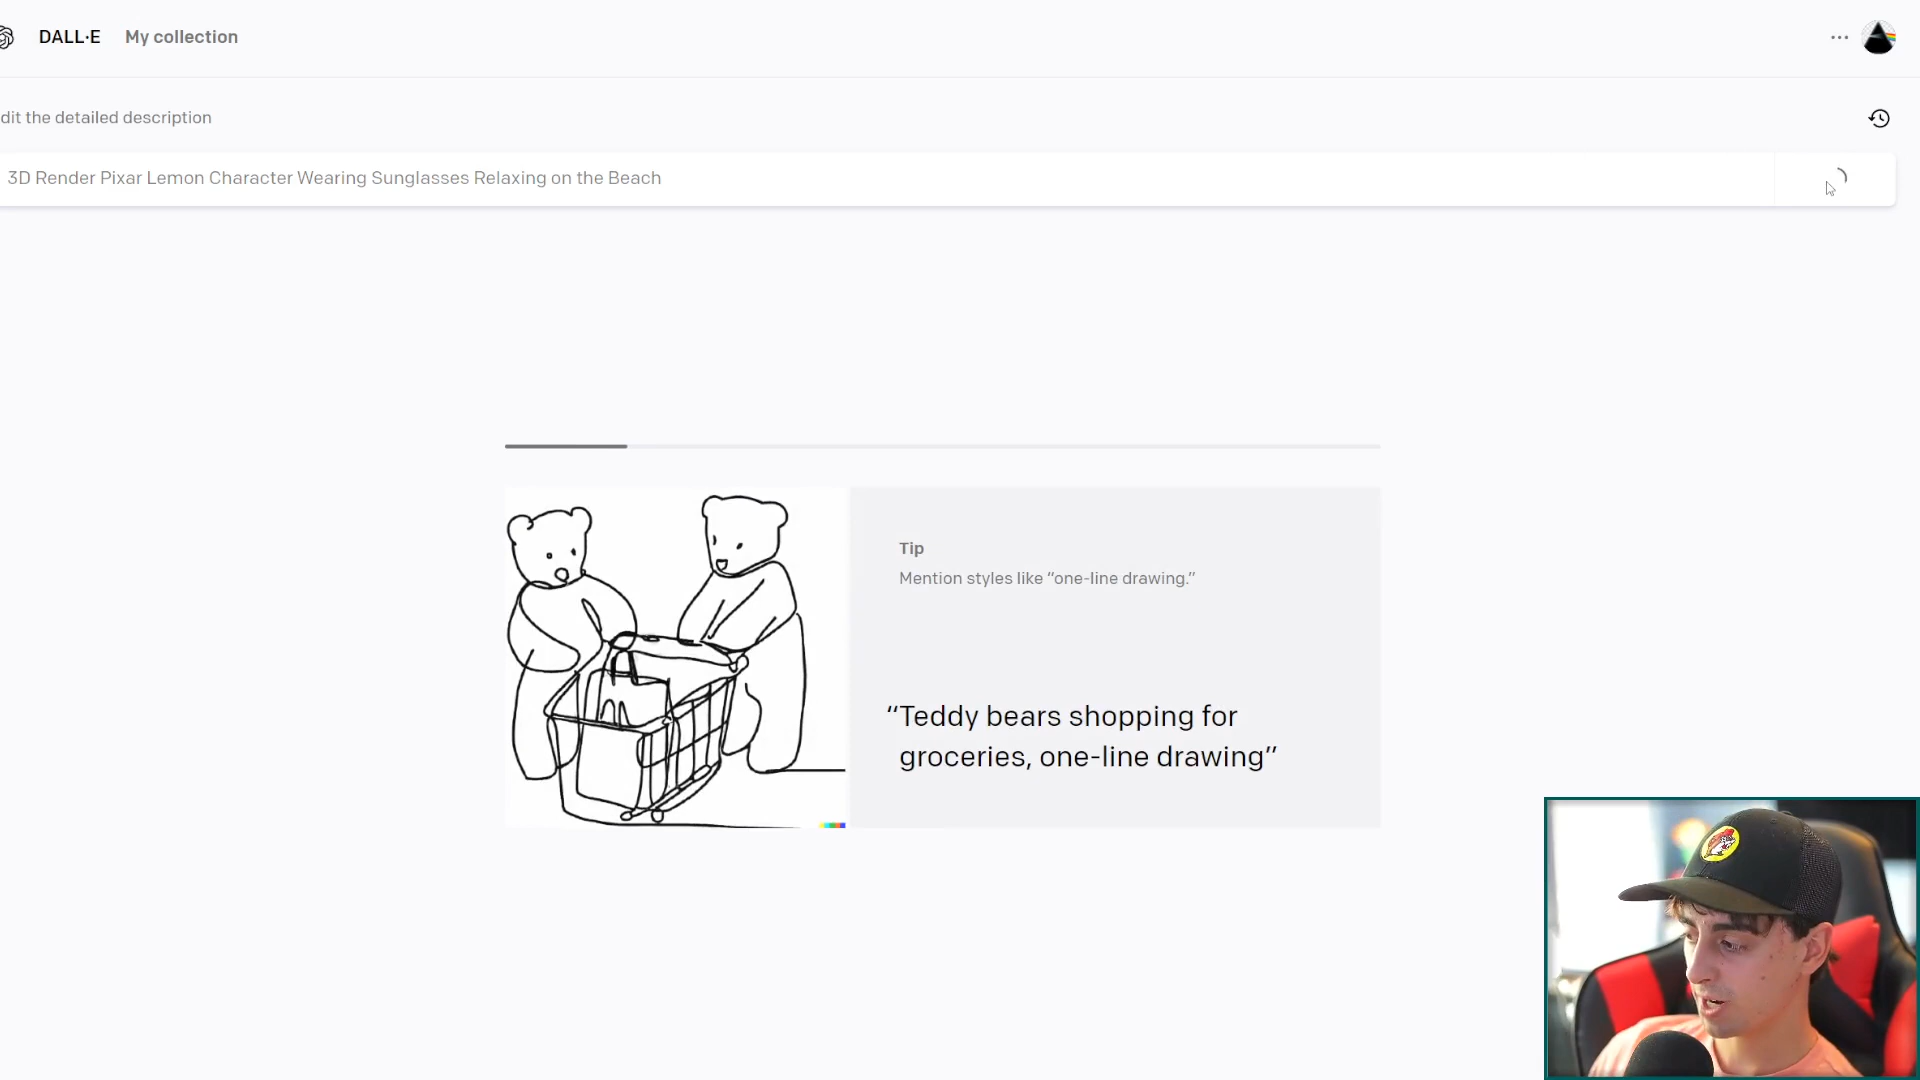 DALL·E My collection
dit the detailed description
3D Render Pixar Lemon Character Wearing Sunglasses Relaxing on the Beach
Tip
Mention styles like “one-line drawing.”
“Teddy bears shopping for
groceries, one-line drawing”